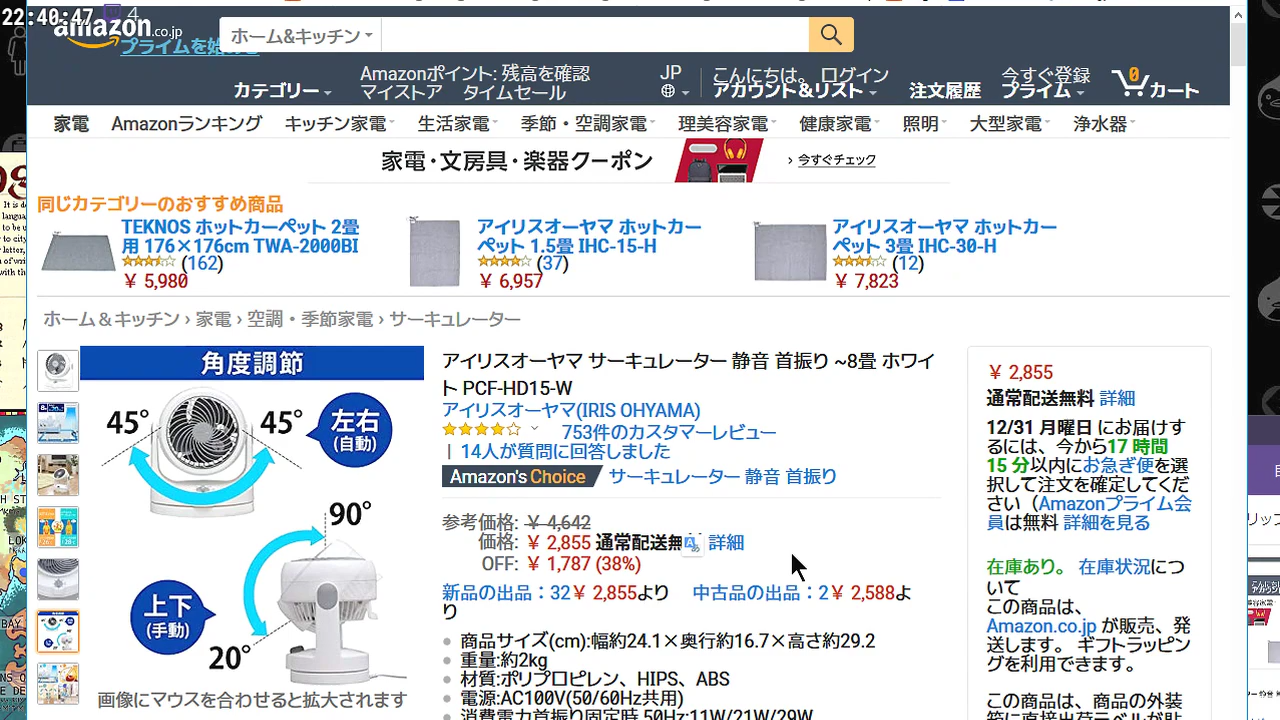 22:40:47 4
amazon.co.jp
プライムを始める
ホーム&キッチン
カテゴリー
Amazonポイント: 残高を確認
マイストア タイムセール
JP
こんにちは。 ログイン
アカウント&リスト
注文履歴
今すぐ登録
プライム
0
カート
家電 Amazonランキング キッチン家電 生活家電 季節・空調家電 理美容家電 健康家電 照明 大型家電 浄水器
家電・文房具・楽器クーポン
› 今すぐチェック
同じカテゴリーのおすすめ商品
TEKNOS ホットカーペット 2畳
用 176×176cm TWA-2000BI
(162)
￥ 5,980
アイリスオーヤマ ホットカー
ペット 1.5畳 IHC-15-H
(37)
￥ 6,957
アイリスオーヤマ ホットカー
ペット 3畳 IHC-30-H
(12)
￥ 7,823
ホーム＆キッチン › 家電 › 空調・季節家電 › サーキュレーター
角度調節
45°
45°
左右
(自動)
90°
上下
(手動)
20°
画像にマウスを合わせると拡大されます
アイリスオーヤマ サーキュレーター 静音 首振り ~8畳 ホワイ
ト PCF-HD15-W
アイリスオーヤマ(IRIS OHYAMA)
753件のカスタマーレビュー
| 14人が質問に回答しました
Amazon's Choice サーキュレーター 静音 首振り
参考価格: ￥ 4,642
価格: ￥ 2,855 通常配送無 詳細
OFF: ￥ 1,787 (38%)
新品の出品：32￥ 2,855より 中古品の出品：2￥ 2,588よ
り
商品サイズ(cm):幅約24.1×奥行約16.7×高さ約29.2
重量:約2kg
材質:ポリプロピレン、HIPS、ABS
電源:AC100V(50/60Hz共用)
消費電力首振り固定時 50Hz:11W/21W/29W
￥ 2,855
通常配送無料 詳細
12/31 月曜日 にお届けす
るには、今から17 時間
15 分以内にお急ぎ便を選
択して注文を確定してくだ
さい（Amazonプライム会
員は無料 詳細を見る
在庫あり。 在庫状況につ
いて
この商品は、
Amazon.co.jp が販売、発
送します。 ギフトラッピン
グを利用できます。
この商品は、商品の外装
箱に直接出荷ラベルが貼